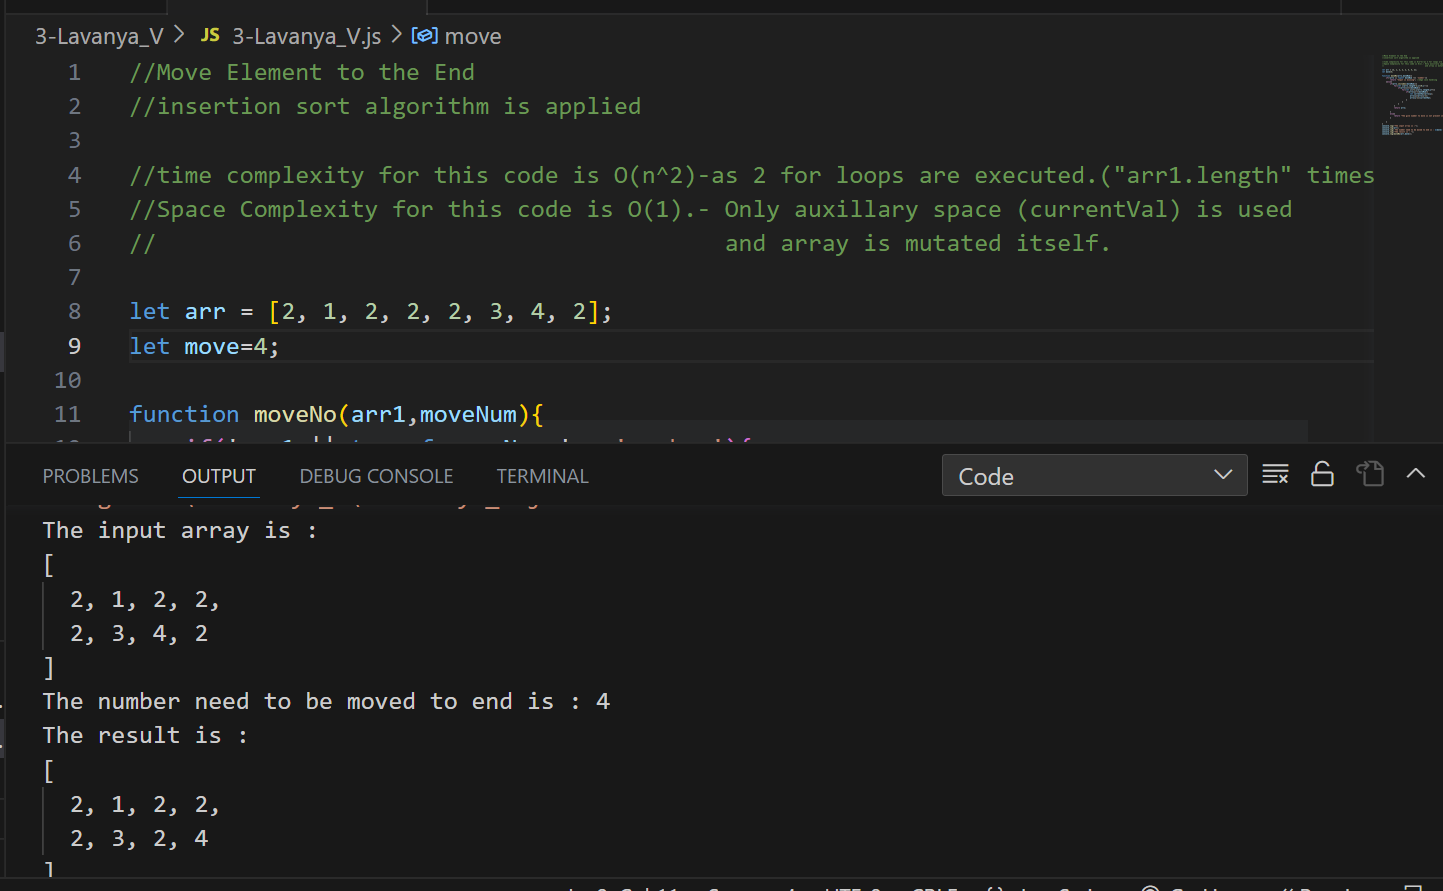 3-Lavanya_V > JS 3-Lavanya_V.js > move
1 //Move Element to the End
2 //insertion sort algorithm is applied
3
4 //time complexity for this code is O(n^2)-as 2 for loops are executed.("arr1.length" times
5 //Space Complexity for this code is O(1).- Only auxillary space (currentVal) is used
6 // and array is mutated itself.
7
8 let arr = [2, 1, 2, 2, 2, 3, 4, 2];
9 let move=4;
10
11 function moveNo(arr1,moveNum){
PROBLEMS OUTPUT DEBUG CONSOLE TERMINAL Code
The input array is :
[
2, 1, 2, 2,
2, 3, 4, 2
]
The number need to be moved to end is : 4
The result is :
[
2, 1, 2, 2,
2, 3, 2, 4
]